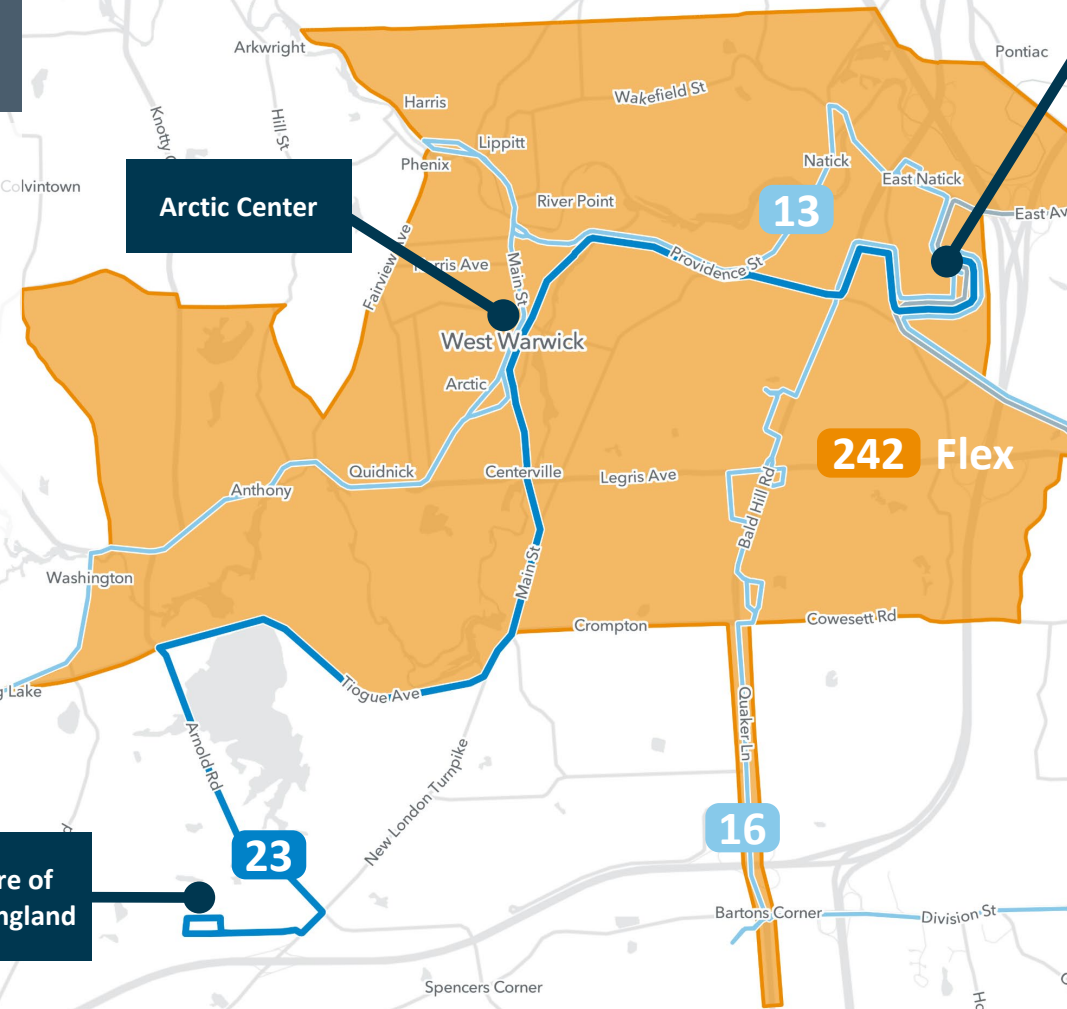 Arkwright
Pontiac
Harris
Wakefield St
Knotty
Hill St
Lippitt
Phenix
Natick
Colvintown
East Natick
Arctic Center
River Point
13
East Av
Fairview Ave
Harris Ave
Main St
Providence St
West Warwick
Arctic
242 Flex
Quidnick
Centerville
Legris Ave
Anthony
Bald Hill Rd
Washington
Main St
Crompton
Cowesett Rd
g Lake
Tiogue Ave
Quaker Ln
Arnold Rd
New London Turnpike
16
23
re of
ngland
Bartons Corner
Division St
Spencers Corner